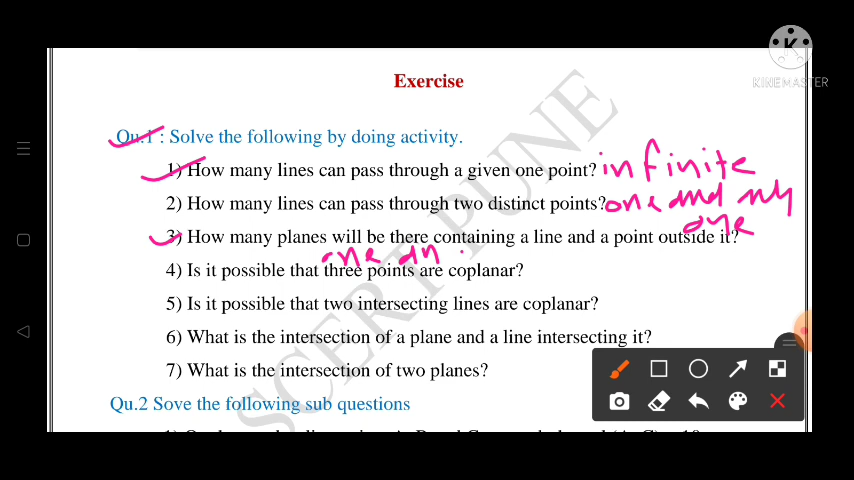 KINEMASTER
Exercise
Qu.1 : Solve the following by doing activity.
1) How many lines can pass through a given one point? infinite
2) How many lines can pass through two distinct points? one and only
one
3) How many planes will be there containing a line and a point outside it?
one an
4) Is it possible that three points are coplanar?
5) Is it possible that two intersecting lines are coplanar?
6) What is the intersection of a plane and a line intersecting it?
7) What is the intersection of two planes?
Qu.2 Sove the following sub questions
SCERT PUNE